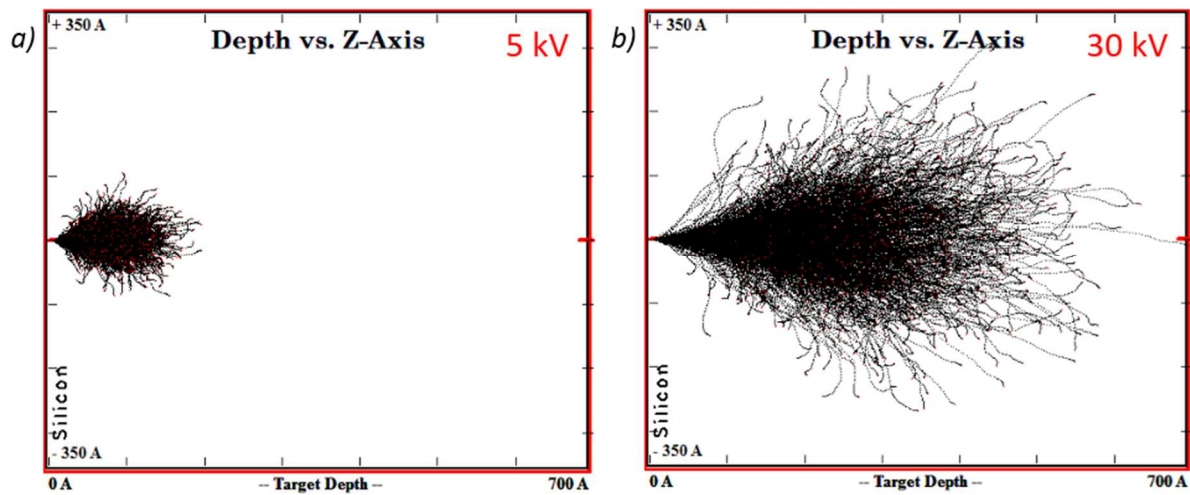 a)
+ 350 A
Depth vs. Z-Axis
5 kV
Silicon
- 350 A
0 A
-- Target Depth --
700 A
b)
+ 350 A
Depth vs. Z-Axis
30 kV
Silicon
- 350 A
0 A
-- Target Depth --
700 A